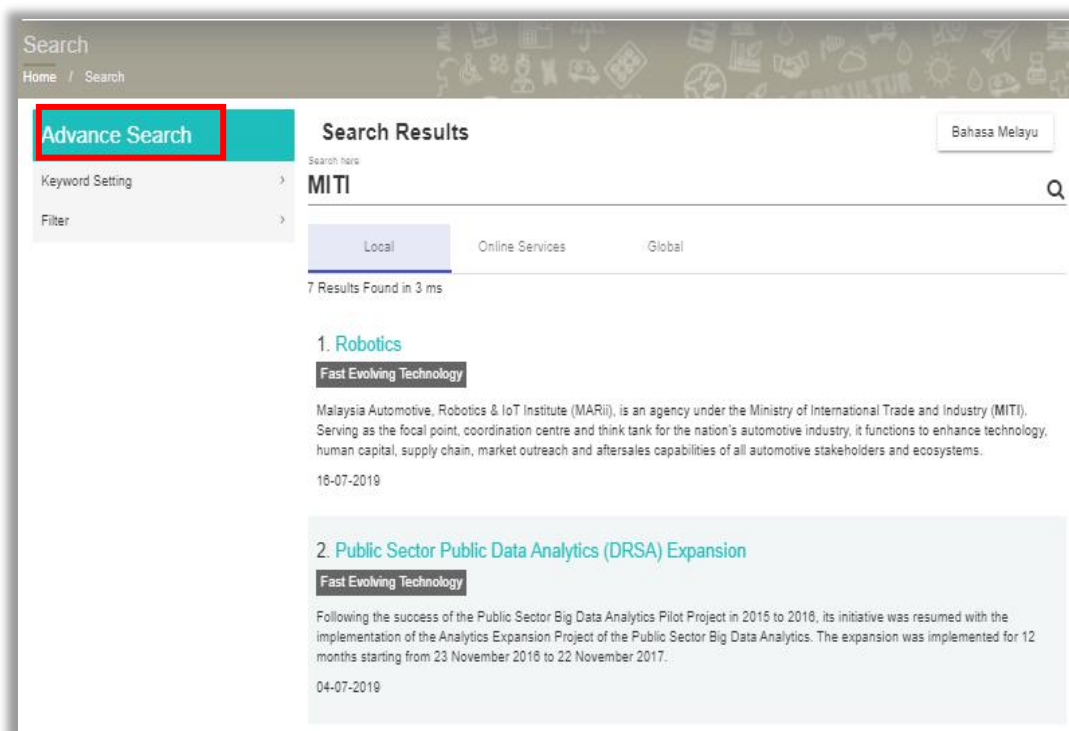 Search
Home / Search
AGRIKULTUR
Advance Search
Keyword Setting
Filter
Search Results
Bahasa Melayu
Search here
MITI
Local
Online Services
Global
7 Results Found in 3 ms
1. Robotics
Fast Evolving Technology
Malaysia Automotive, Robotics & IoT Institute (MARii), is an agency under the Ministry of International Trade and Industry (MITI).
Serving as the focal point, coordination centre and think tank for the nation's automotive industry, it functions to enhance technology,
human capital, supply chain, market outreach and aftersales capabilities of all automotive stakeholders and ecosystems.
16-07-2019
2. Public Sector Public Data Analytics (DRSA) Expansion
Fast Evolving Technology
Following the success of the Public Sector Big Data Analytics Pilot Project in 2015 to 2016, its initiative was resumed with the
implementation of the Analytics Expansion Project of the Public Sector Big Data Analytics. The expansion was implemented for 12
months starting from 23 November 2016 to 22 November 2017.
04-07-2019